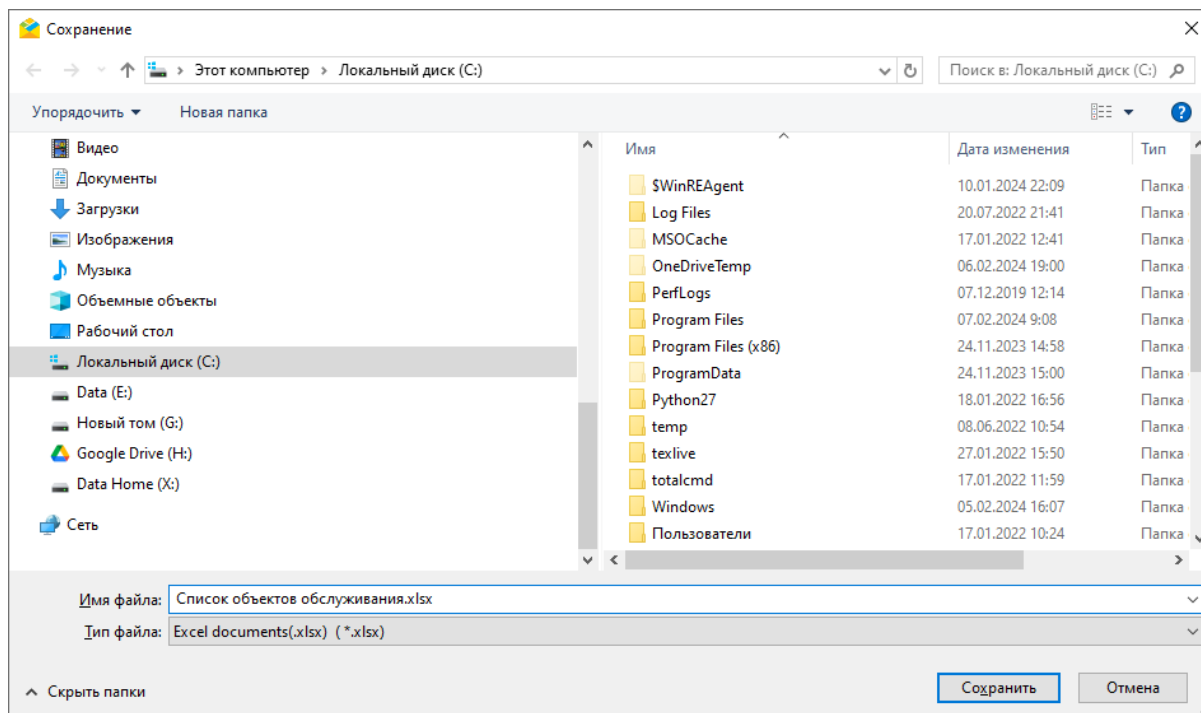 Сохранение
Этот компьютер › Локальный диск (C:)
Поиск в: Локальный диск (C:)
Упорядочить
Новая папка
Видео
Документы
Загрузки
Изображения
Музыка
Объемные объекты
Рабочий стол
Локальный диск (C:)
Data (E:)
Новый том (G:)
Google Drive (H:)
Data Home (X:)
Сеть
Имя Дата изменения Тип
$WinREAgent 10.01.2024 22:09 Папка
Log Files 20.07.2022 21:41 Папка
MSOCache 17.01.2022 12:41 Папка
OneDriveTemp 06.02.2024 19:00 Папка
PerfLogs 07.12.2019 12:14 Папка
Program Files 07.02.2024 9:08 Папка
Program Files (x86) 24.11.2023 14:58 Папка
ProgramData 24.11.2023 15:00 Папка
Python27 18.01.2022 16:56 Папка
temp 08.06.2022 10:54 Папка
texlive 27.01.2022 15:50 Папка
totalcmd 17.01.2022 11:59 Папка
Windows 05.02.2024 16:07 Папка
Пользователи 17.01.2022 10:24 Папка
Имя файла: Список объектов обслуживания.xlsx
Тип файла: Excel documents(.xlsx) (*.xlsx)
Скрыть папки
Сохранить
Отмена